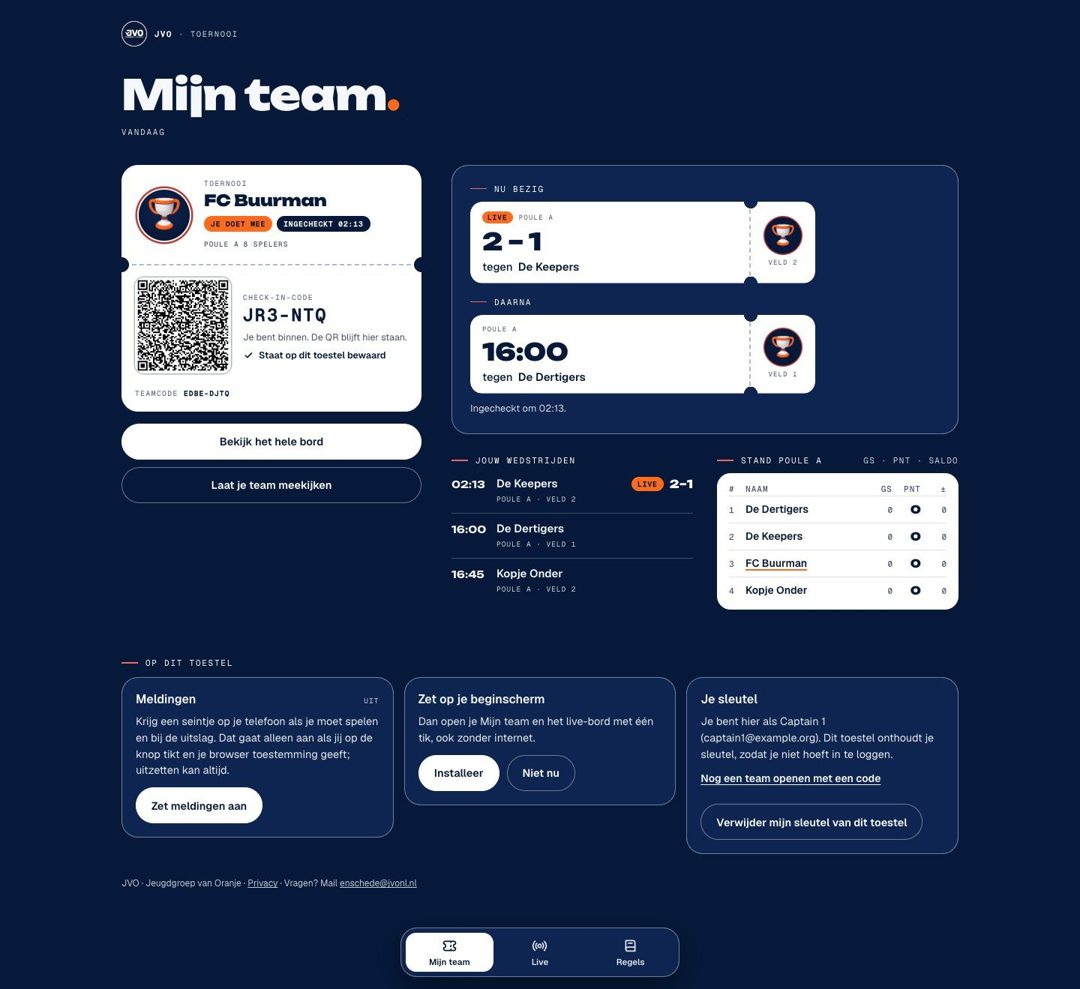 JVO
JVO · TOERNOOI
Mijn team.
VANDAAG
TOERNOOI
FC Buurman
JE DOET MEE
INGECHECKT 02:13
POULE A 8 SPELERS
CHECK-IN-CODE
JR3-NTQ
Je bent binnen. De QR blijft hier staan.
Staat op dit toestel bewaard
TEAMCODE EDBE-DJTQ
Bekijk het hele bord
Laat je team meekijken
NU BEZIG
LIVE POULE A
2–1
tegen De Keepers
VELD 2
DAARNA
POULE A
16:00
tegen De Dertigers
VELD 1
Ingecheckt om 02:13.
JOUW WEDSTRIJDEN
02:13 De Keepers LIVE 2–1
POULE A · VELD 2
16:00 De Dertigers
POULE A · VELD 1
16:45 Kopje Onder
POULE A · VELD 2
STAND POULE A GS · PNT · SALDO
# NAAM GS PNT ±
1 De Dertigers 0 0 0
2 De Keepers 0 0 0
3 FC Buurman 0 0 0
4 Kopje Onder 0 0 0
OP DIT TOESTEL
Meldingen UIT
Krijg een seintje op je telefoon als je moet spelen
en bij de uitslag. Dat gaat alleen aan als jij op de
knop tikt en je browser toestemming geeft;
uitzetten kan altijd.
Zet meldingen aan
Zet op je beginscherm
Dan open je Mijn team en het live-bord met één
tik, ook zonder internet.
Installeer
Niet nu
Je sleutel
Je bent hier als Captain 1
(captain1@example.org). Dit toestel onthoudt je
sleutel, zodat je niet hoeft in te loggen.
Nog een team openen met een code
Verwijder mijn sleutel van dit toestel
JVO · Jeugdgroep van Oranje · Privacy · Vragen? Mail enschede@jvonl.nl
Mijn team
Live
Regels